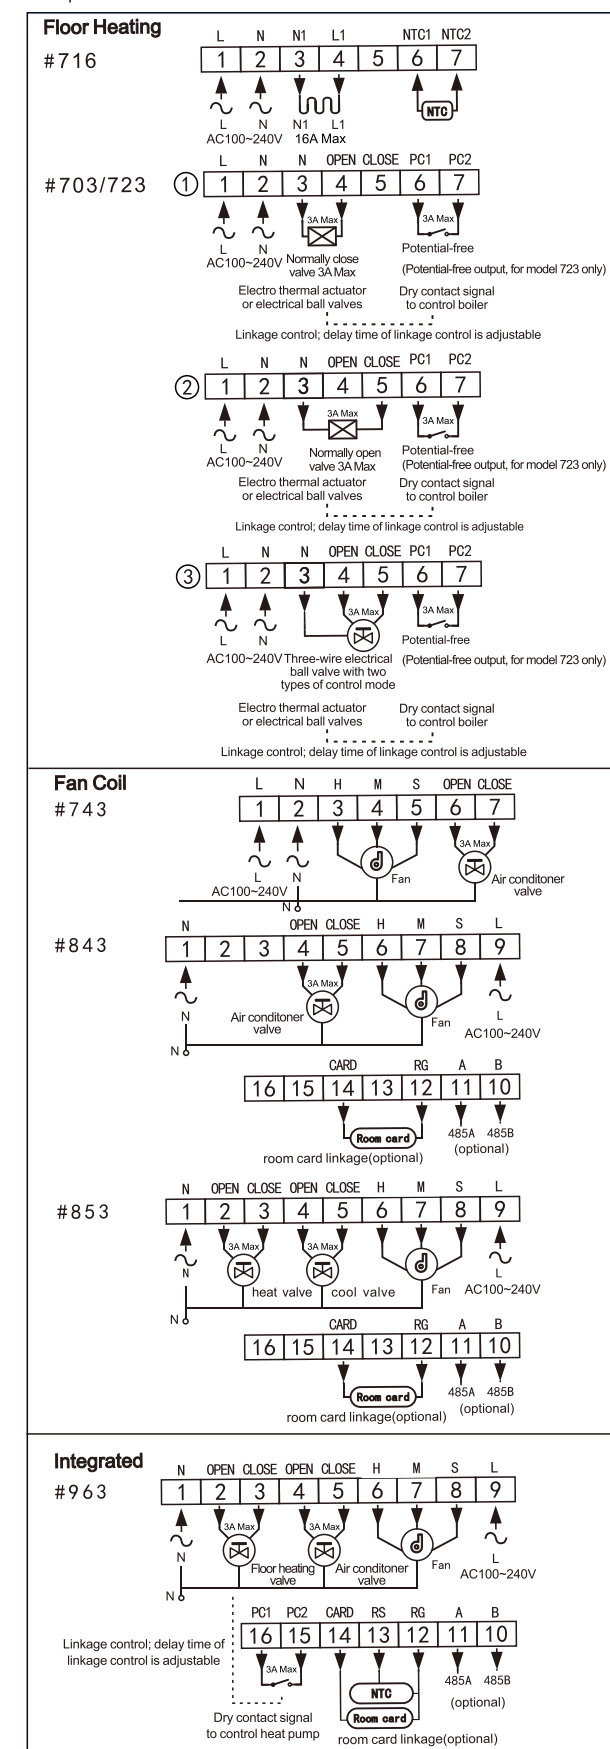 Floor Heating
#716
L N N1 L1 NTC1 NTC2
1 2 3 4 5 6 7
NTC
L N N1 L1
AC100~240V 16A Max
#703/723
①
L N N OPEN CLOSE PC1 PC2
1 2 3 4 5 6 7
3A Max 3A Max
L N
AC100~240V
Normally close
valve 3A Max
Potential-free
(Potential-free output, for model 723 only)
Electro thermal actuator
or electrical ball valves
Dry contact signal
to control boiler
Linkage control; delay time of linkage control is adjustable
②
L N N OPEN CLOSE PC1 PC2
1 2 3 4 5 6 7
3A Max 3A Max
L N
AC100~240V
Normally open
valve 3A Max
Potential-free
(Potential-free output, for model 723 only)
Electro thermal actuator
or electrical ball valves
Dry contact signal
to control boiler
Linkage control; delay time of linkage control is adjustable
③
L N N OPEN CLOSE PC1 PC2
1 2 3 4 5 6 7
3A Max 3A Max
L N
AC100~240V
Three-wire electrical
ball valve with two
types of control mode
Potential-free
(Potential-free output, for model 723 only)
Electro thermal actuator
or electrical ball valves
Dry contact signal
to control boiler
Linkage control; delay time of linkage control is adjustable
Fan Coil
#743
L N H M S OPEN CLOSE
1 2 3 4 5 6 7
3A Max
L N
AC100~240V
Fan
Air conditoner
valve
N
#843
N OPEN CLOSE H M S L
1 2 3 4 5 6 7 8 9
3A Max
N
Air conditoner
valve
Fan
L
AC100~240V
N
CARD RG A B
16 15 14 13 12 11 10
Room card
485A 485B
(optional)
room card linkage(optional)
#853
N OPEN CLOSE OPEN CLOSE H M S L
1 2 3 4 5 6 7 8 9
3A Max 3A Max
N
heat valve cool valve Fan
L
AC100~240V
N
CARD RG A B
16 15 14 13 12 11 10
Room card
485A 485B
(optional)
room card linkage(optional)
Integrated
#963
N OPEN CLOSE OPEN CLOSE H M S L
1 2 3 4 5 6 7 8 9
3A Max 3A Max
N
Floor heating
valve
Air conditoner
valve
Fan
L
AC100~240V
N
PC1 PC2 CARD RS RG A B
16 15 14 13 12 11 10
Linkage control; delay time of
linkage control is adjustable
3A Max
NTC
Room card
485A 485B
(optional)
Dry contact signal
to control heat pump
room card linkage(optional)